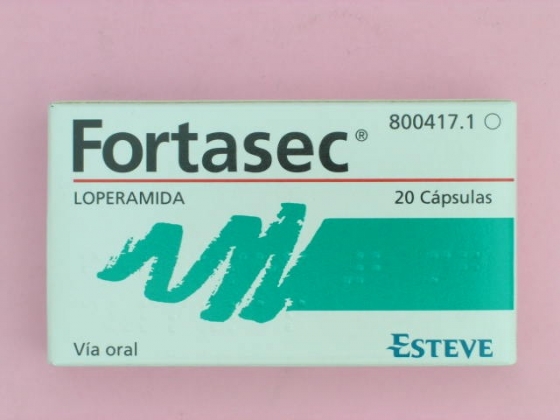 Fortasec® 800417.1
LOPERAMIDA 20 Cápsulas
Vía oral ESTEVE